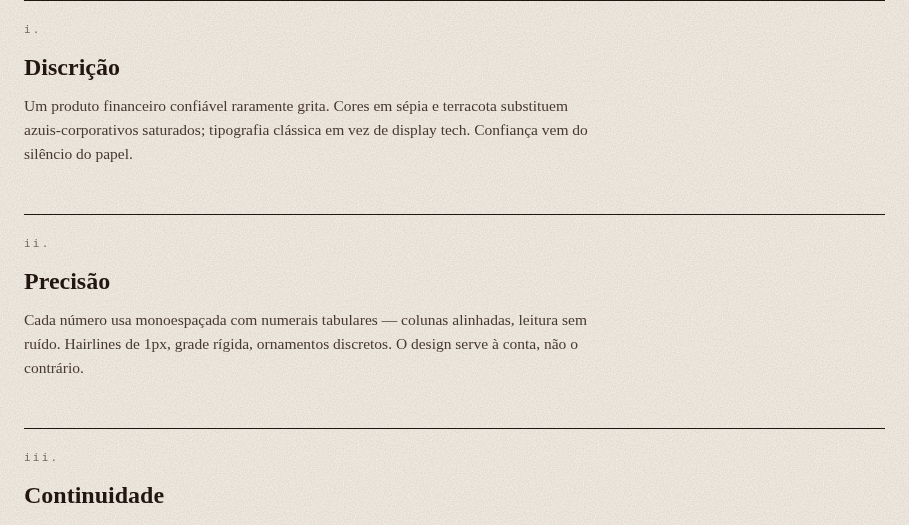 i.
Discrição
Um produto financeiro confiável raramente grita. Cores em sépia e terracota substituem
azuis-corporativos saturados; tipografia clássica em vez de display tech. Confiança vem do
silêncio do papel.
ii.
Precisão
Cada número usa monoespaçada com numerais tabulares — colunas alinhadas, leitura sem
ruído. Hairlines de 1px, grade rígida, ornamentos discretos. O design serve à conta, não o
contrário.
iii.
Continuidade